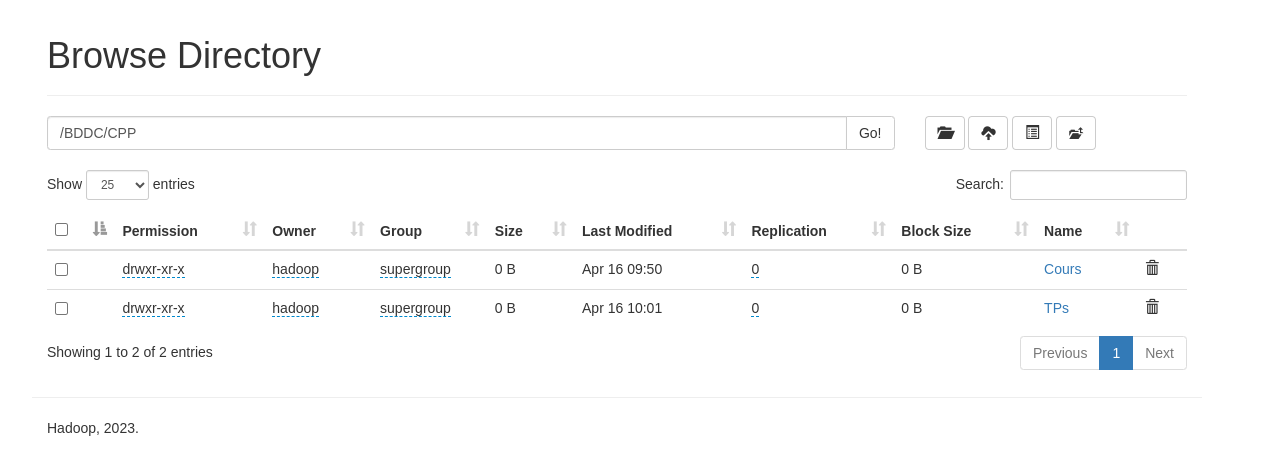 Browse Directory
/BDDC/CPP Go!
Show 25 entries Search:
Permission Owner Group Size Last Modified Replication Block Size Name
drwxr-xr-x hadoop supergroup 0 B Apr 16 09:50 0 0 B Cours
drwxr-xr-x hadoop supergroup 0 B Apr 16 10:01 0 0 B TPs
Showing 1 to 2 of 2 entries Previous 1 Next
Hadoop, 2023.